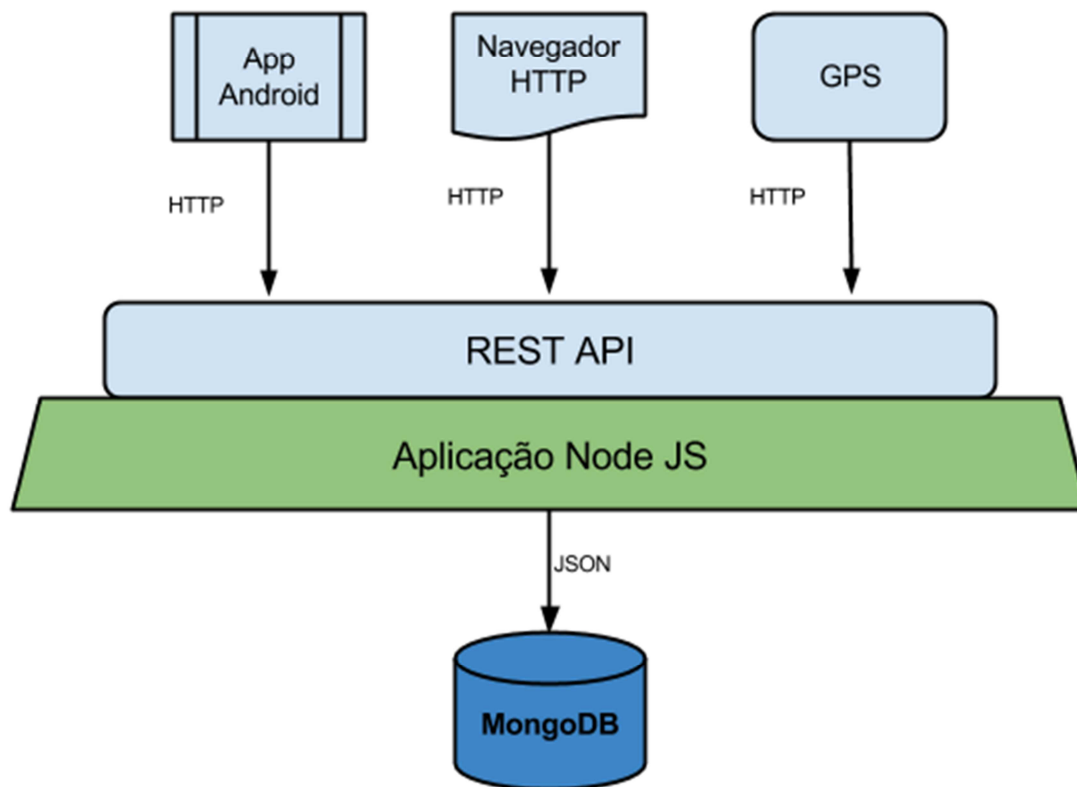 App
Android
Navegador
HTTP
GPS
HTTP
HTTP
HTTP
REST API
Aplicação Node JS
JSON
MongoDB